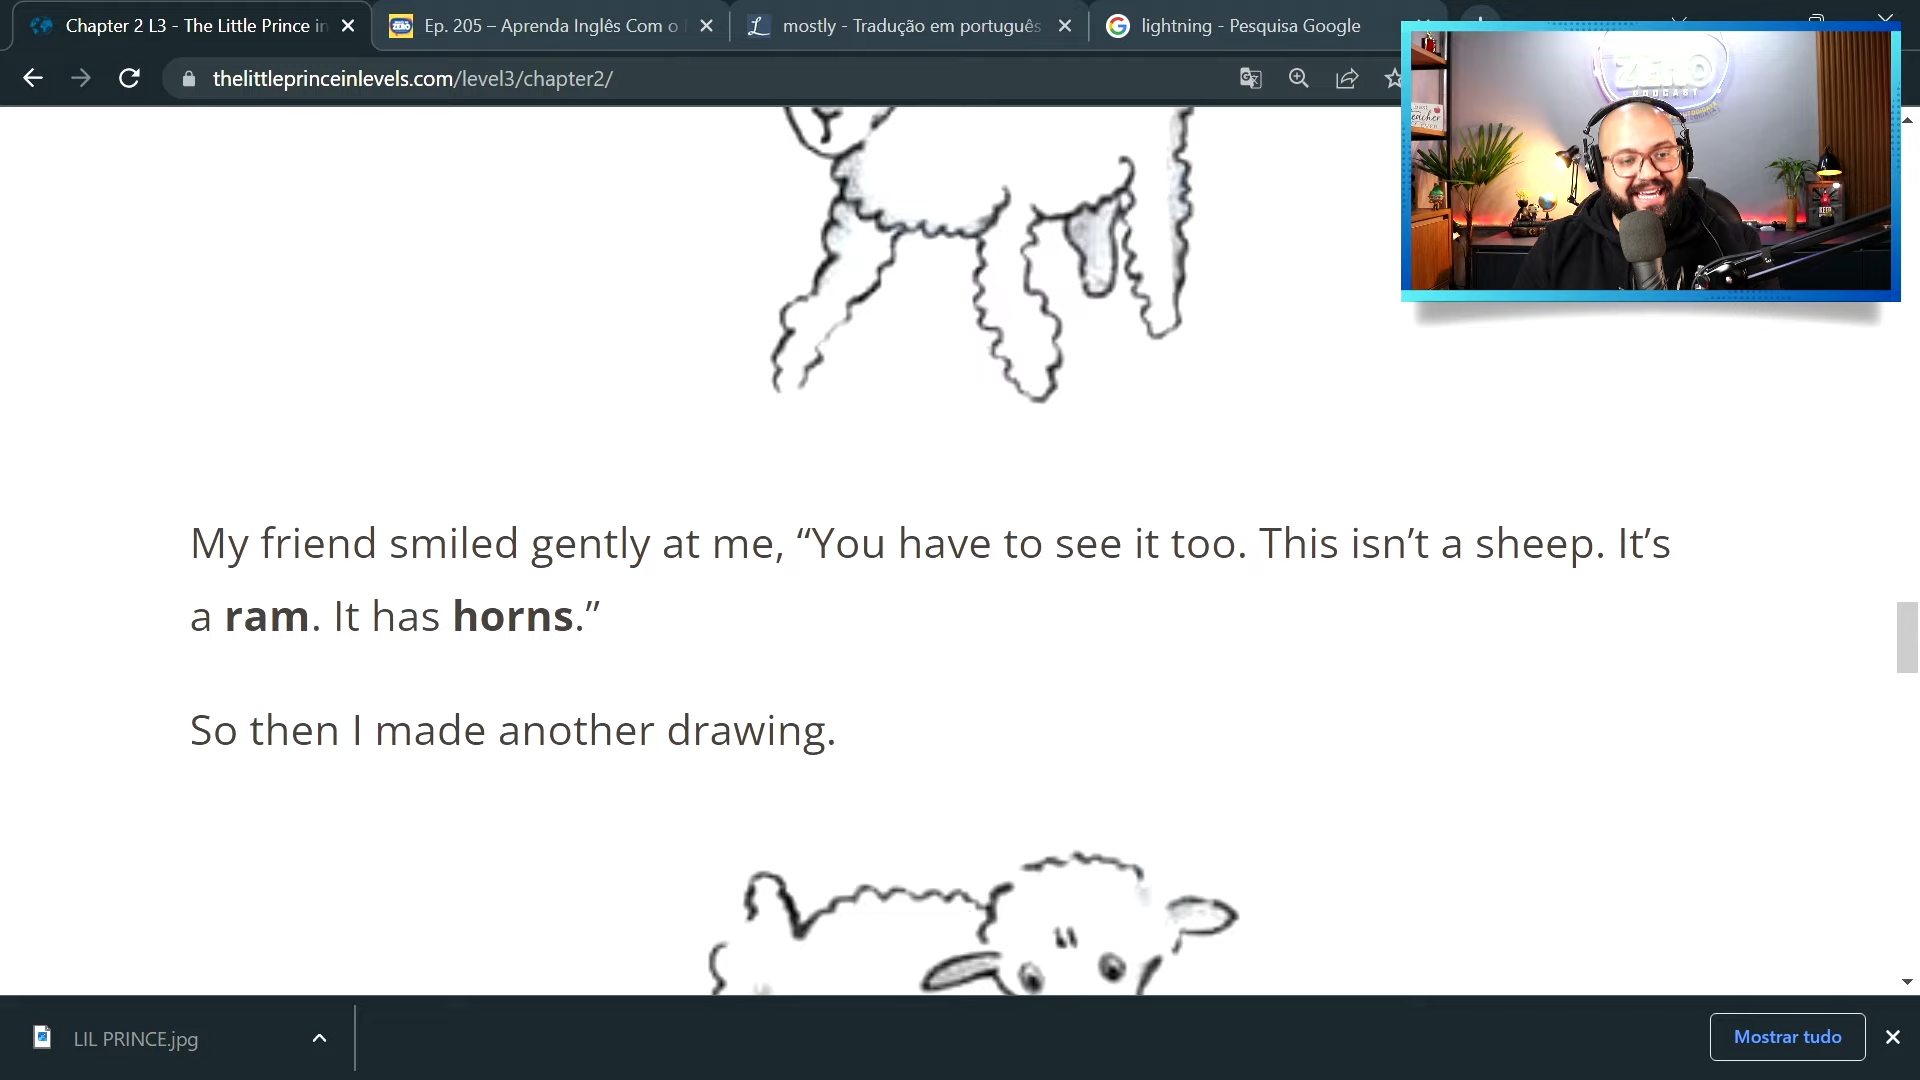 Chapter 2 L3 - The Little Prince in
Ep. 205 – Aprenda Inglês Com o
mostly - Tradução em português
lightning - Pesquisa Google
thelittleprinceinlevels.com/level3/chapter2/
ZERO
PODCAST
My friend smiled gently at me, “You have to see it too. This isn’t a sheep. It’s
a ram. It has horns.”
So then I made another drawing.
LIL PRINCE.jpg
Mostrar tudo